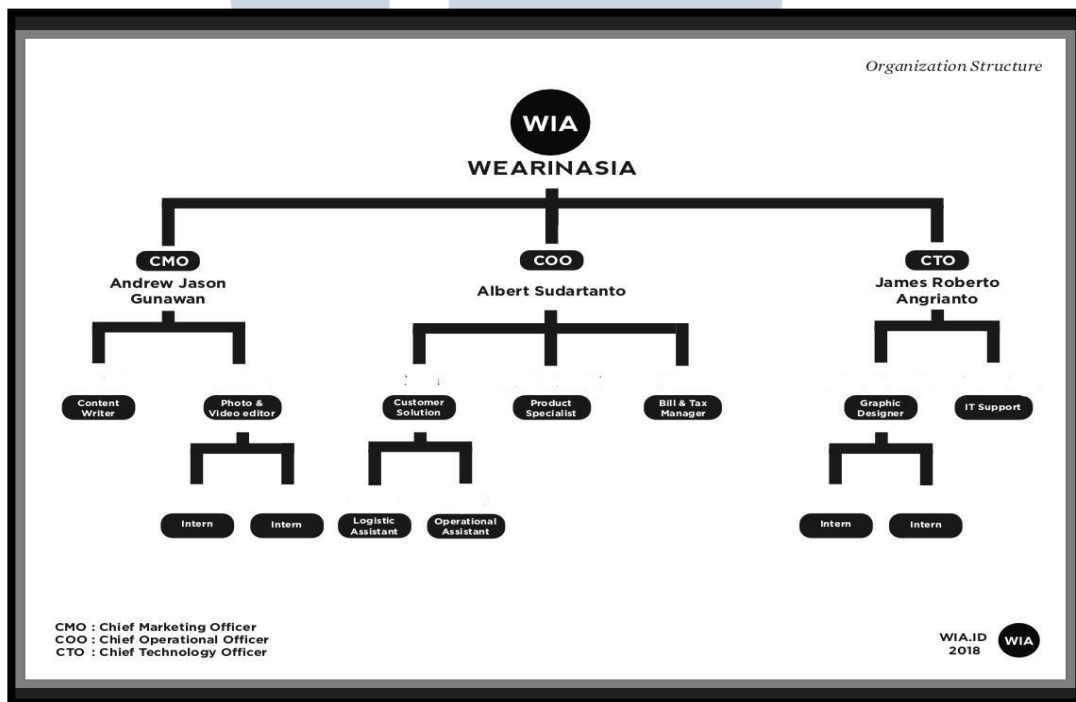 Organization Structure
WIA
WEARINASIA
CMO
Andrew Jason
Gunawan
COO
Albert Sudartanto
CTO
James Roberto
Angrianto
Content
Writer
Photo &
Video editor
Customer
Solution
Product
Specialist
Bill & Tax
Manager
Graphic
Designer
IT Support
Intern
Intern
Logistic
Assistant
Operational
Assistant
Intern
Intern
CMO : Chief Marketing Officer
COO : Chief Operational Officer
CTO : Chief Technology Officer
WIA.ID
2018
WIA